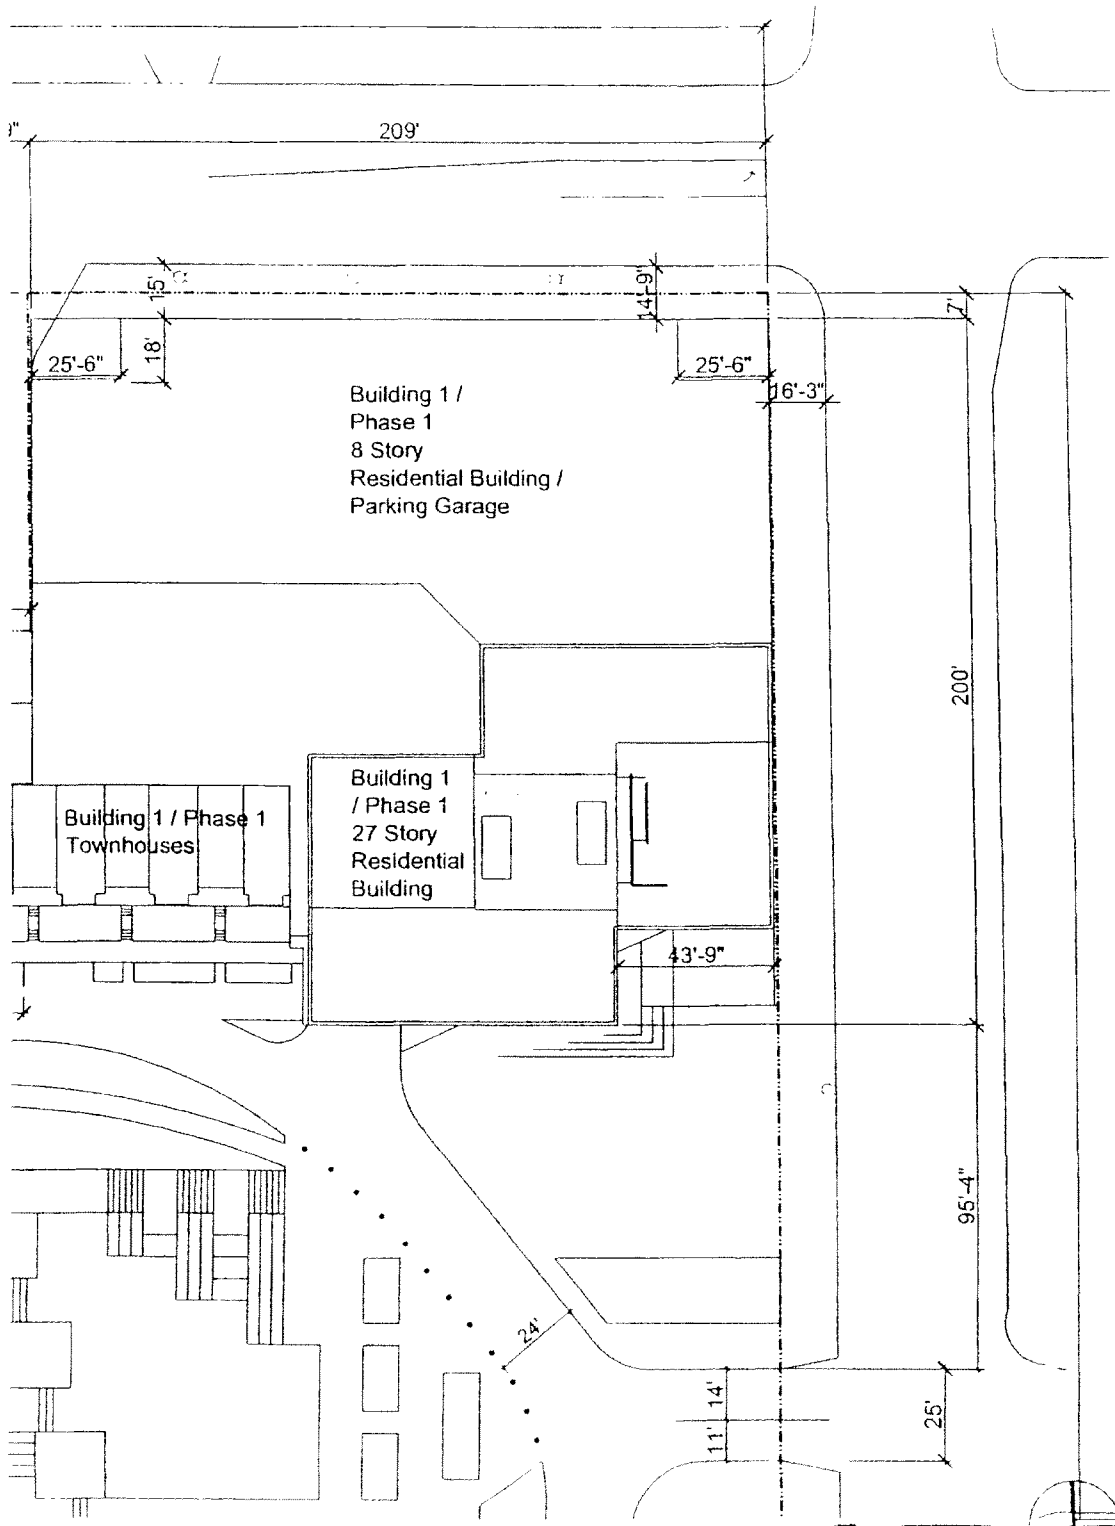 209'
15'
14'-9"
7'
25'-6"
18'
25'-6"
16'-3"
Building 1 /
Phase 1
8 Story
Residential Building /
Parking Garage
200'
Building 1 / Phase 1
Townhouses
Building 1
/ Phase 1
27 Story
Residential
Building
43'-9"
95'-4"
24'
14'
11'
25'